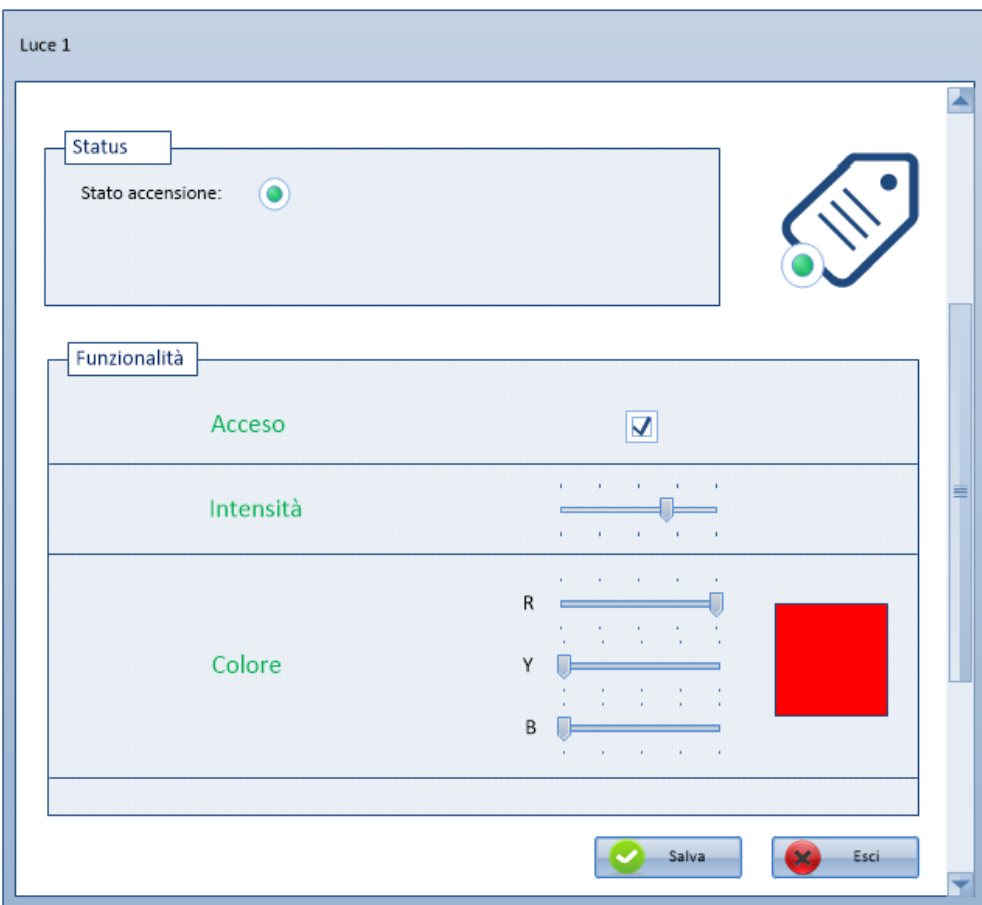 Luce 1
Status
Stato accensione:
Funzionalità
Acceso
Intensità
R
Colore
Y
B
Salva
Esci